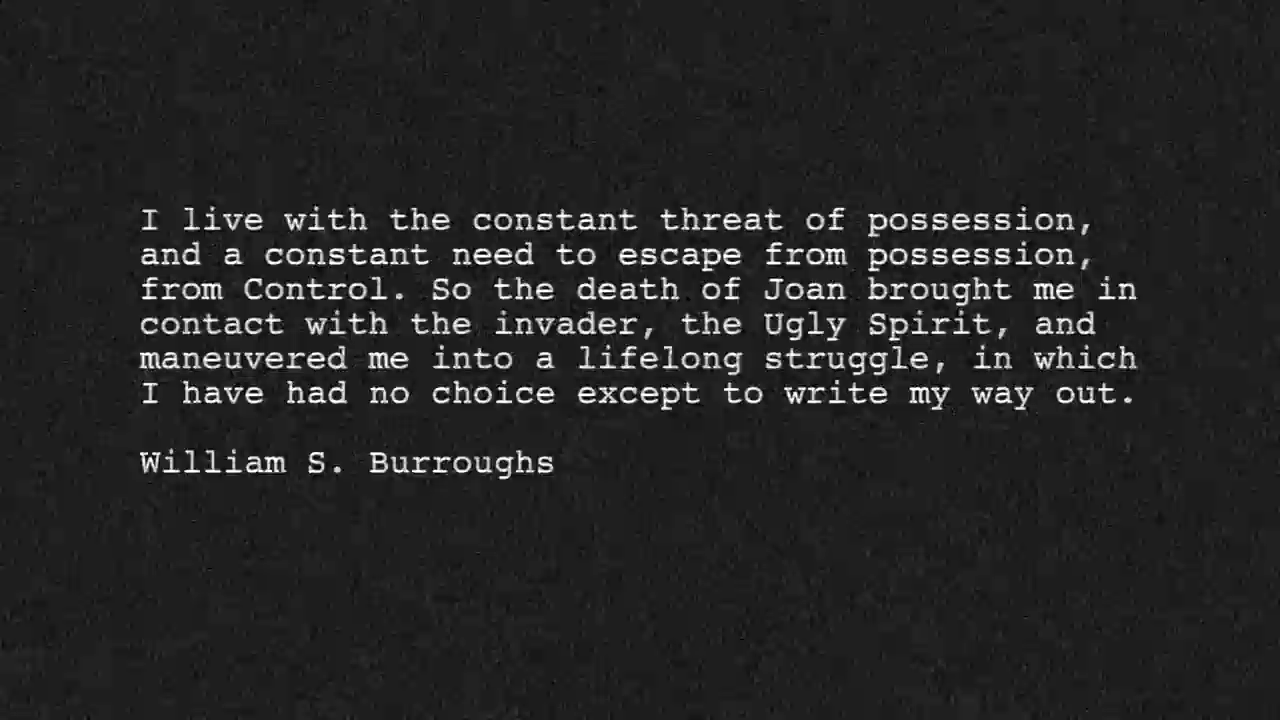 I live with the constant threat of possession,
and a constant need to escape from possession,
from Control. So the death of Joan brought me in
contact with the invader, the Ugly Spirit, and
maneuvered me into a lifelong struggle, in which
I have had no choice except to write my way out.
William S. Burroughs